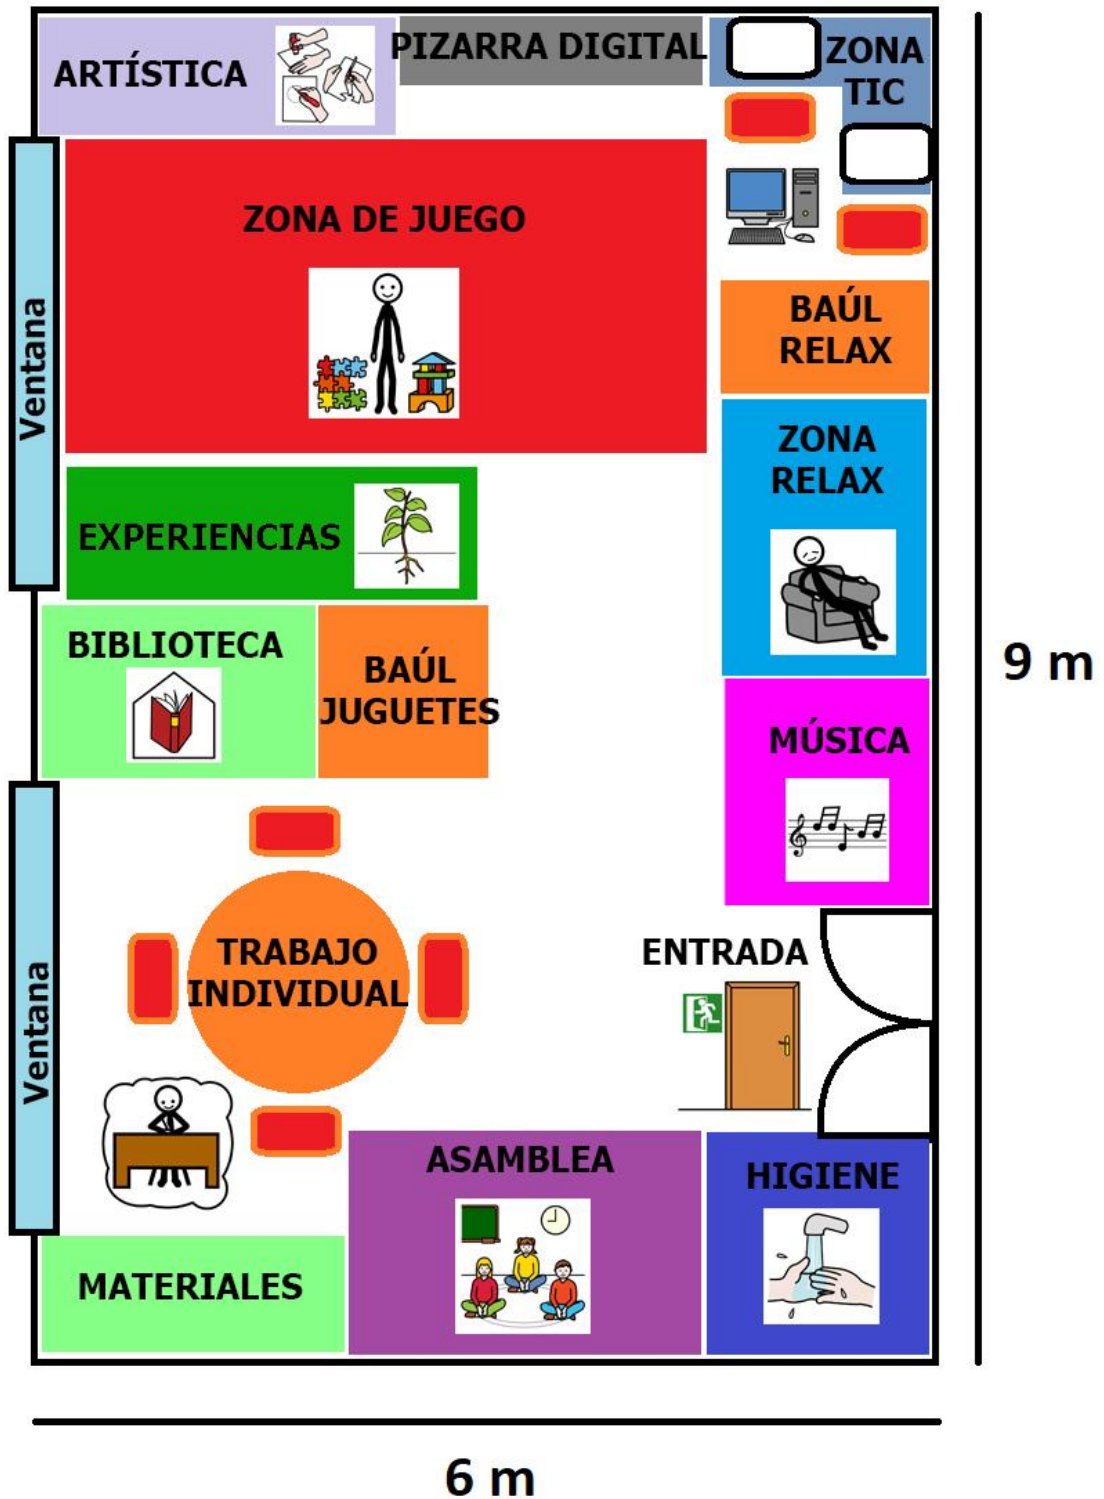 ARTÍSTICA
PIZARRA DIGITAL
ZONA
TIC
ZONA DE JUEGO
Ventana
BAÚL
RELAX
ZONA
RELAX
EXPERIENCIAS
BIBLIOTECA
BAÚL
JUGUETES
9 m
MÚSICA
TRABAJO
INDIVIDUAL
ENTRADA
Ventana
ASAMBLEA
HIGIENE
MATERIALES
6 m